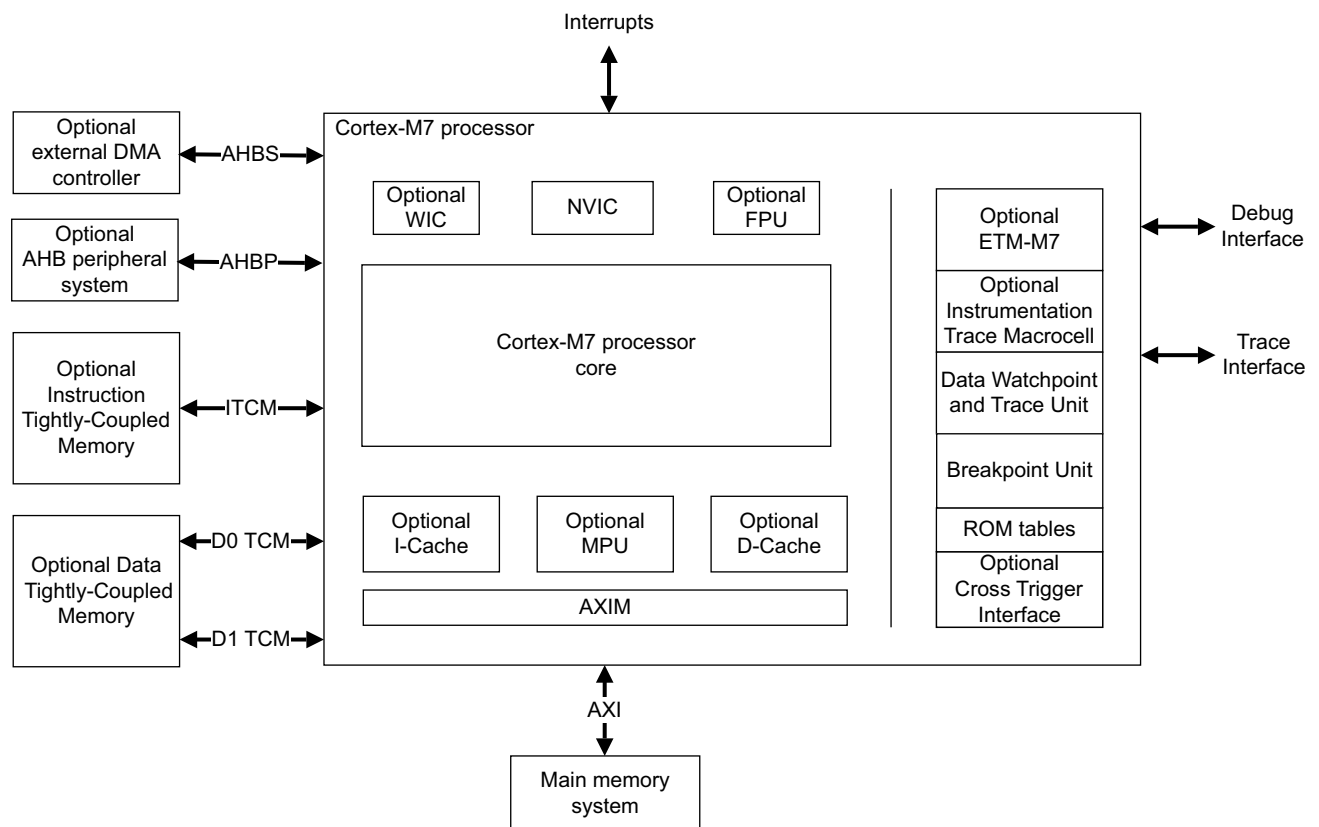 Interrupts
Cortex-M7 processor
Optional
external DMA
controller
AHBS
Optional
WIC
NVIC
Optional
FPU
Optional
ETM-M7
Debug
Interface
Optional
AHB peripheral
system
AHBP
Optional
Instrumentation
Trace Macrocell
Cortex-M7 processor
core
Trace
Interface
Optional
Instruction
Tightly-Coupled
Memory
ITCM
Data Watchpoint
and Trace Unit
Breakpoint Unit
Optional Data
Tightly-Coupled
Memory
D0 TCM
D1 TCM
Optional
I-Cache
Optional
MPU
Optional
D-Cache
ROM tables
Optional
Cross Trigger
Interface
AXIM
AXI
Main memory
system